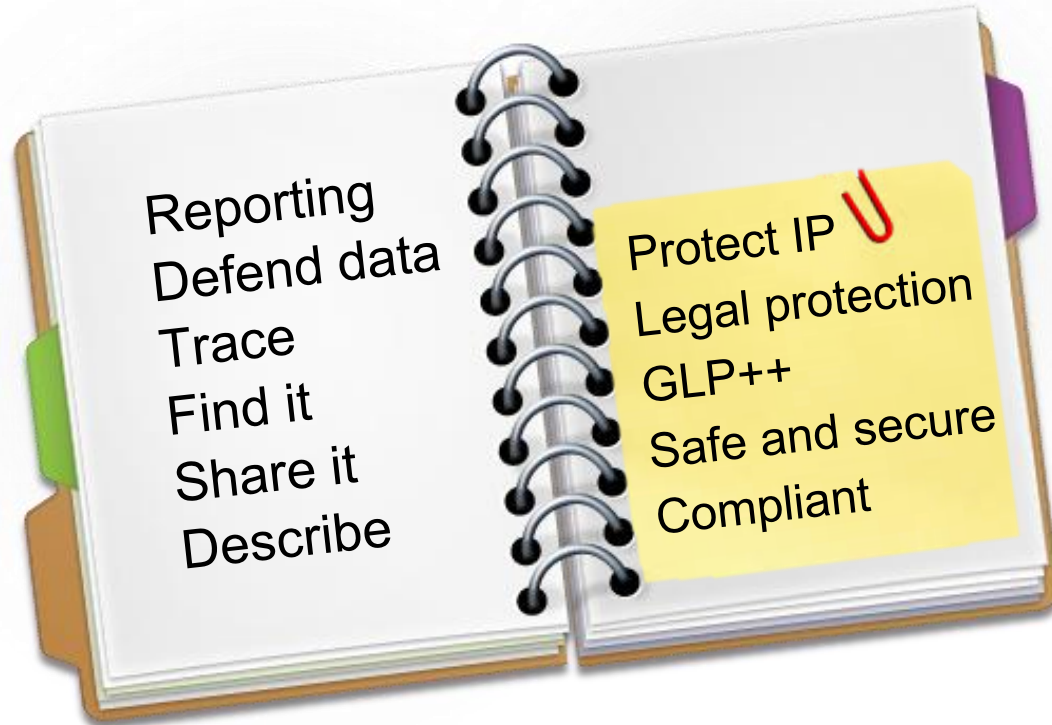 Reporting
Defend data
Trace
Find it
Share it
Describe
Protect IP
Legal protection
GLP++
Safe and secure
Compliant